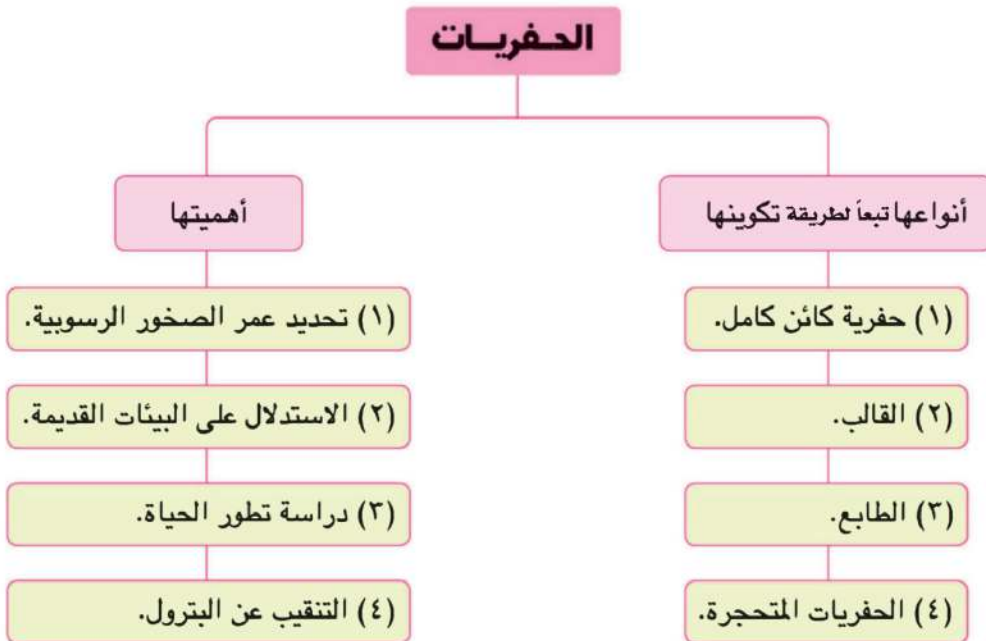 الحفريات
أنواعها تبعاً لطريقة تكوينها
(١) حفرية كائن كامل.
(٢) القالب.
(٣) الطابع.
(٤) الحفريات المتحجرة.
أهميتها
(١) تحديد عمر الصخور الرسوبية.
(٢) الاستدلال على البيئات القديمة.
(٣) دراسة تطور الحياة.
(٤) التنقيب عن البترول.